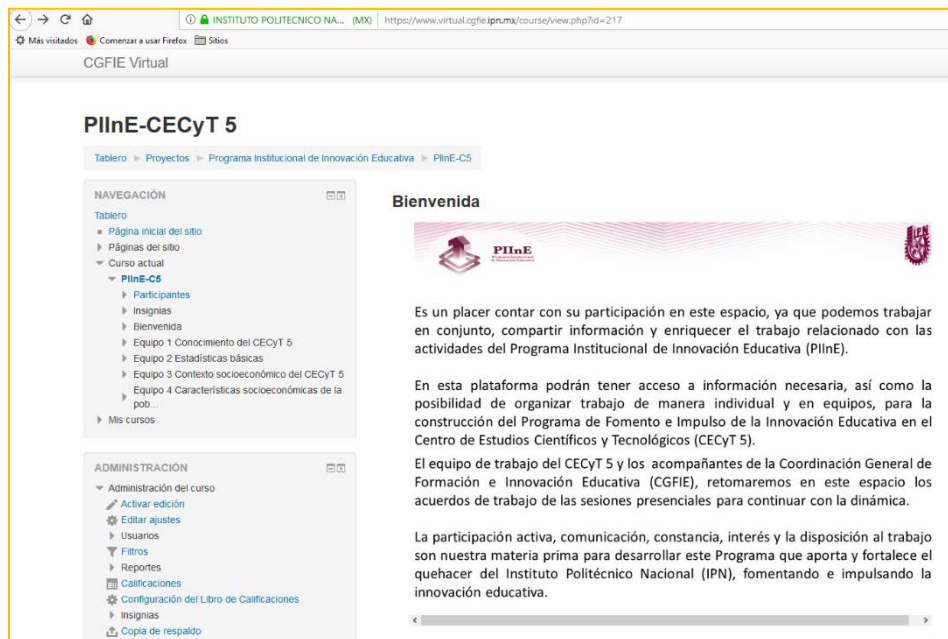 INSTITUTO POLITECNICO NA... (MX) https://www.virtual.cgfie.ipn.mx/course/view.php?id=217
Más visitados Comenzar a usar Firefox Sitios
CGFIE Virtual
PIInE-CECyT 5
Tablero Proyectos Programa Institucional de Innovación Educativa PIInE-C5
NAVEGACIÓN
Tablero
Página inicial del sitio
Páginas del sitio
Curso actual
PIInE-C5
Participantes
Insignias
Bienvenida
Equipo 1 Conocimiento del CECyT 5
Equipo 2 Estadísticas básicas
Equipo 3 Contexto socioeconómico del CECyT 5
Equipo 4 Características socioeconómicas de la
pob...
Mis cursos
ADMINISTRACIÓN
Administración del curso
Activar edición
Editar ajustes
Usuarios
Filtros
Reportes
Calificaciones
Configuración del Libro de Calificaciones
Insignias
Copia de respaldo
Bienvenida
PIInE
IPN
Es un placer contar con su participación en este espacio, ya que podemos trabajar
en conjunto, compartir información y enriquecer el trabajo relacionado con las
actividades del Programa Institucional de Innovación Educativa (PIInE).
En esta plataforma podrán tener acceso a información necesaria, así como la
posibilidad de organizar trabajo de manera individual y en equipos, para la
construcción del Programa de Fomento e Impulso de la Innovación Educativa en el
Centro de Estudios Científicos y Tecnológicos (CECyT 5).
El equipo de trabajo del CECyT 5 y los acompañantes de la Coordinación General de
Formación e Innovación Educativa (CGFIE), retomaremos en este espacio los
acuerdos de trabajo de las sesiones presenciales para continuar con la dinámica.
La participación activa, comunicación, constancia, interés y la disposición al trabajo
son nuestra materia prima para desarrollar este Programa que aporta y fortalece el
quehacer del Instituto Politécnico Nacional (IPN), fomentando e impulsando la
innovación educativa.